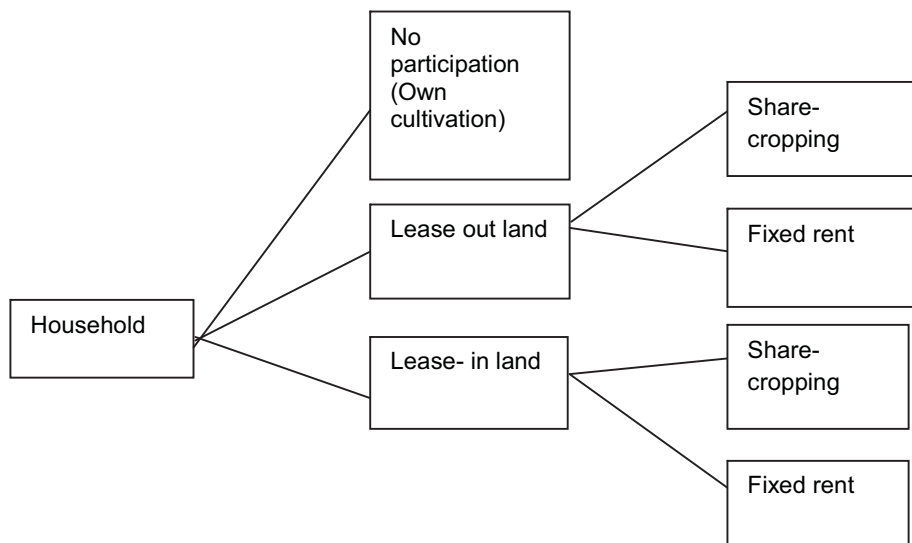 No
participation
(Own
cultivation)
Share-
cropping
Lease out land
Fixed rent
Household
Lease- in land
Share-
cropping
Fixed rent